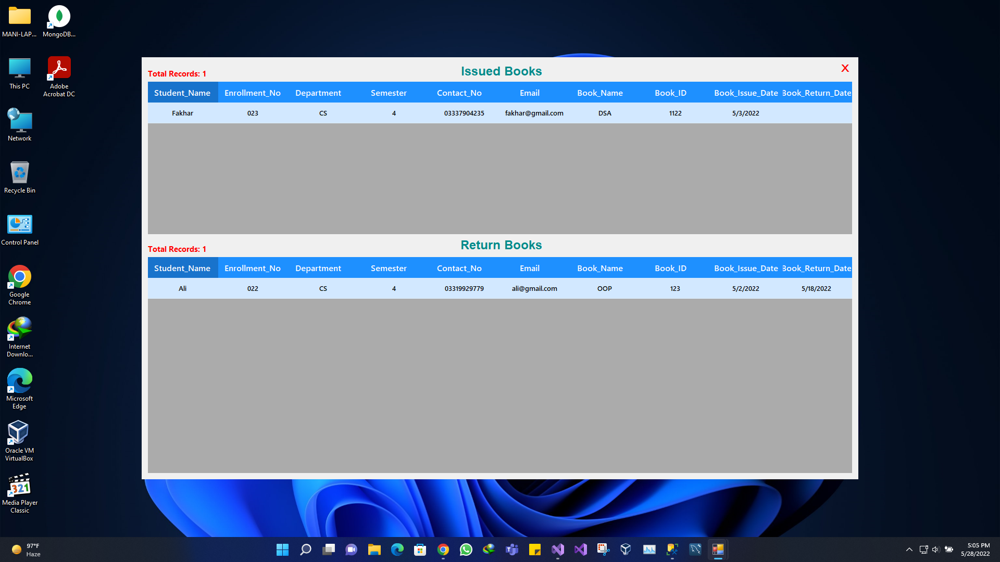 MANI-LAP...
MongoDB...
This PC
Adobe
Acrobat DC
Network
Recycle Bin
Control Panel
Google
Chrome
Internet
Downlo...
Microsoft
Edge
Oracle VM
VirtualBox
321
Media Player
Classic
Total Records: 1
Issued Books
X
Student_Name Enrollment_No Department Semester Contact_No Email Book_Name Book_ID Book_Issue_Date Book_Return_Date
Fakhar 023 CS 4 03337904235 fakhar@gmail.com DSA 1122 5/3/2022
Total Records: 1
Return Books
Student_Name Enrollment_No Department Semester Contact_No Email Book_Name Book_ID Book_Issue_Date Book_Return_Date
Ali 022 CS 4 03319929779 ali@gmail.com OOP 123 5/2/2022 5/18/2022
97°F
Haze
5:05 PM
5/28/2022